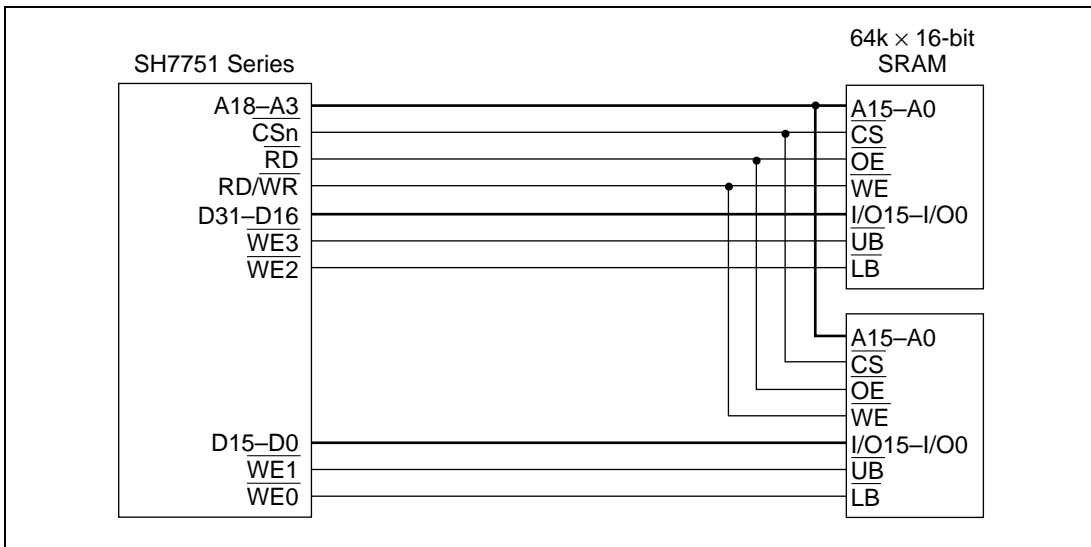 SH7751 Series
A18–A3
CSn
RD
RD/WR
D31–D16
WE3
WE2
D15–D0
WE1
WE0
64k × 16-bit
SRAM
A15–A0
CS
OE
WE
I/O15–I/O0
UB
LB
A15–A0
CS
OE
WE
I/O15–I/O0
UB
LB